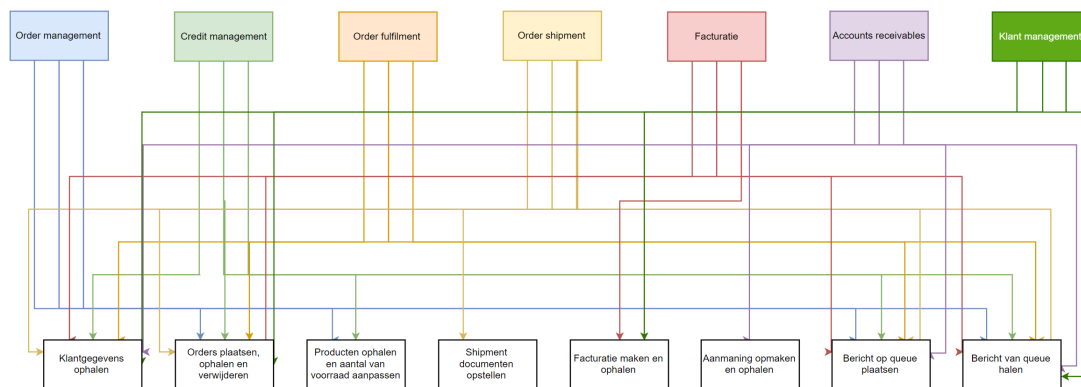 Order management
Credit management
Order fulfilment
Order shipment
Facturatie
Accounts receivables
Klant management
Klantgegevens
ophalen
Orders plaatsen,
ophalen en
verwijderen
Producten ophalen
en aantal van
voorraad aanpassen
Shipment
documenten
opstellen
Facturatie maken en
ophalen
Aanmaning opmaken
en ophalen
Bericht op queue
plaatsen
Bericht van queue
halen